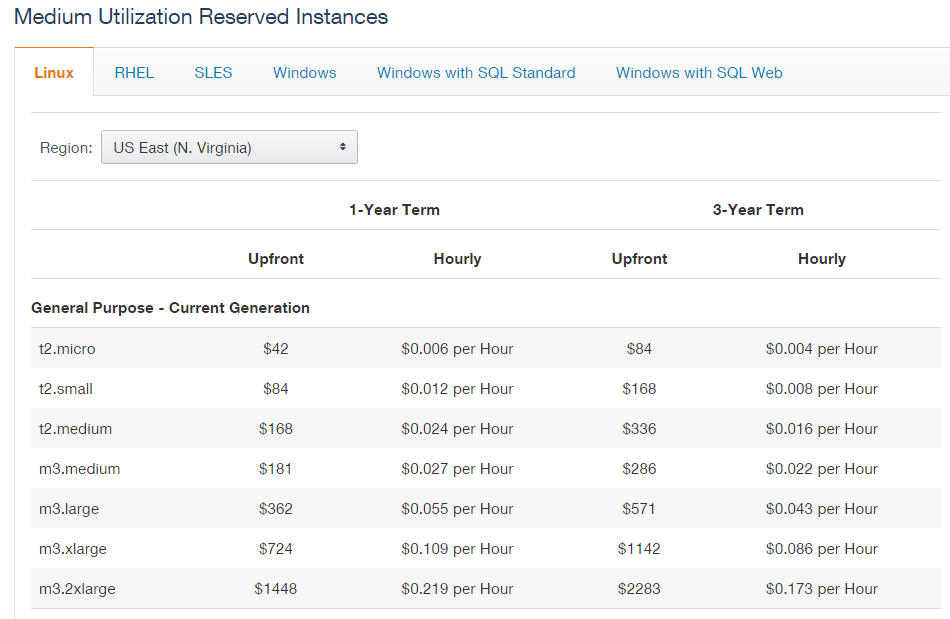 Medium Utilization Reserved Instances
Linux RHEL SLES Windows Windows with SQL Standard Windows with SQL Web
Region: US East (N. Virginia)
1-Year Term 3-Year Term
Upfront Hourly Upfront Hourly
General Purpose - Current Generation
t2.micro $42 $0.006 per Hour $84 $0.004 per Hour
t2.small $84 $0.012 per Hour $168 $0.008 per Hour
t2.medium $168 $0.024 per Hour $336 $0.016 per Hour
m3.medium $181 $0.027 per Hour $286 $0.022 per Hour
m3.large $362 $0.055 per Hour $571 $0.043 per Hour
m3.xlarge $724 $0.109 per Hour $1142 $0.086 per Hour
m3.2xlarge $1448 $0.219 per Hour $2283 $0.173 per Hour